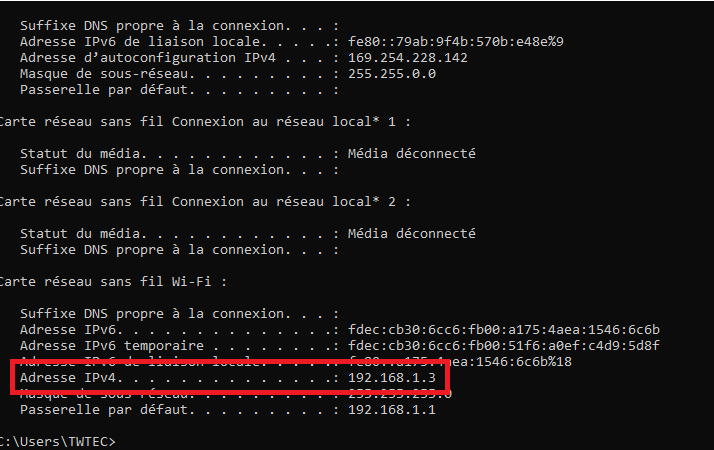 Suffixe DNS propre à la connexion. . . :
Adresse IPv6 de liaison locale. . . . .: fe80::79ab:9f4b:570b:e48e%9
Adresse d’autoconfiguration IPv4 . . . : 169.254.228.142
Masque de sous-réseau. . . . . . . . . : 255.255.0.0
Passerelle par défaut. . . . . . . . . :
Carte réseau sans fil Connexion au réseau local* 1 :
Statut du média. . . . . . . . . . . . : Média déconnecté
Suffixe DNS propre à la connexion. . . :
Carte réseau sans fil Connexion au réseau local* 2 :
Statut du média. . . . . . . . . . . . : Média déconnecté
Suffixe DNS propre à la connexion. . . :
Carte réseau sans fil Wi-Fi :
Suffixe DNS propre à la connexion. . . :
Adresse IPv6. . . . . . . . . . . . . .: fdec:cb30:6cc6:fb00:a175:4aea:1546:6c6b
Adresse IPv6 temporaire . . . . . . . .: fdec:cb30:6cc6:fb00:51f6:a0ef:c4d9:5d8f
Adresse IPv6 de liaison locale. . . . .: fe80::a175:4aea:1546:6c6b%18
Adresse IPv4. . . . . . . . . . . . . .: 192.168.1.3
Masque de sous-réseau. . . . . . . . . : 255.255.255.0
Passerelle par défaut. . . . . . . . . : 192.168.1.1
C:\Users\TWTEC>